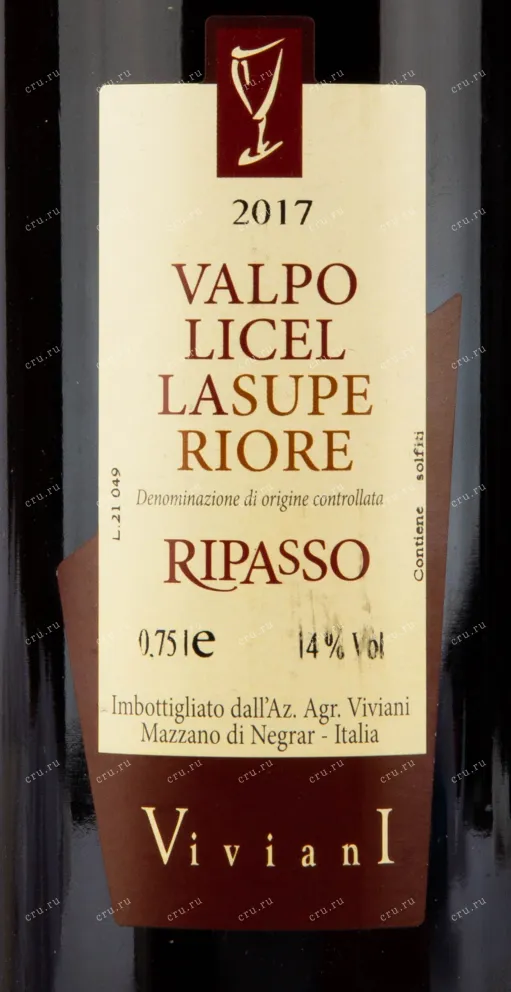 2017
VALPO
LICEL
LASUPE
RIORE
Denominazione di origine controllata
RIPASSO
L.21 049
Contiene solfiti
0,75 l e
14% Vol
Imbottigliato dall'Az. Agr. Viviani
Mazzano di Negrar - Italia
VivianI
cru.ru